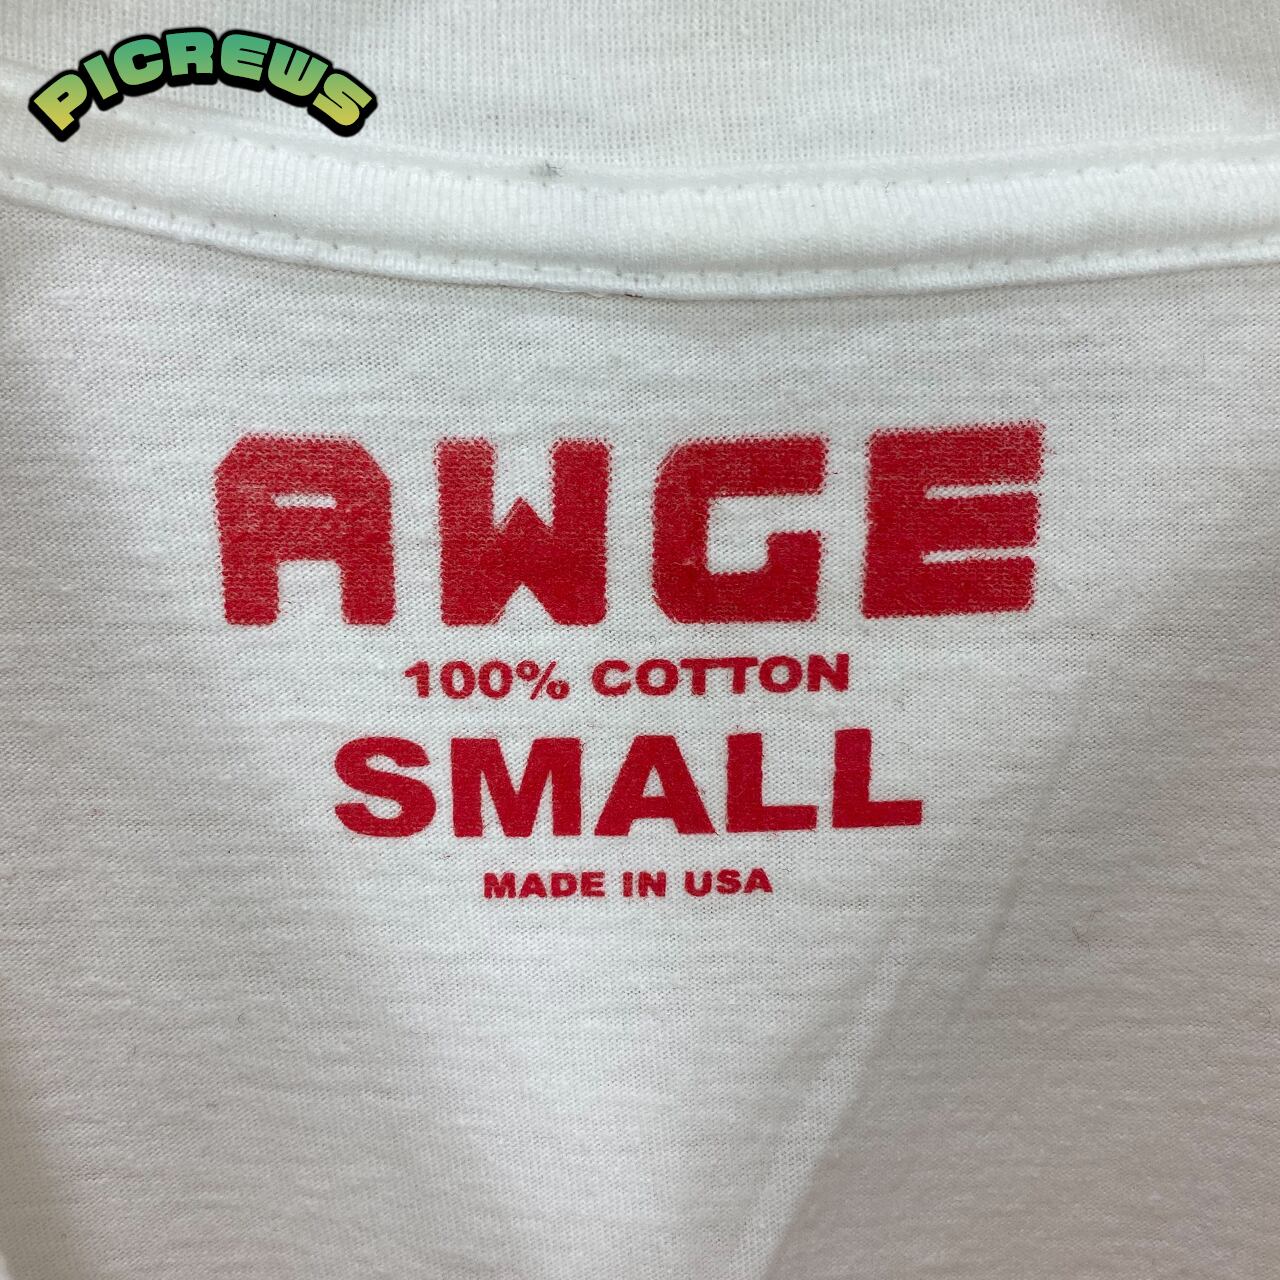 PICREWS
AWGE
100% COTTON
SMALL
MADE IN USA